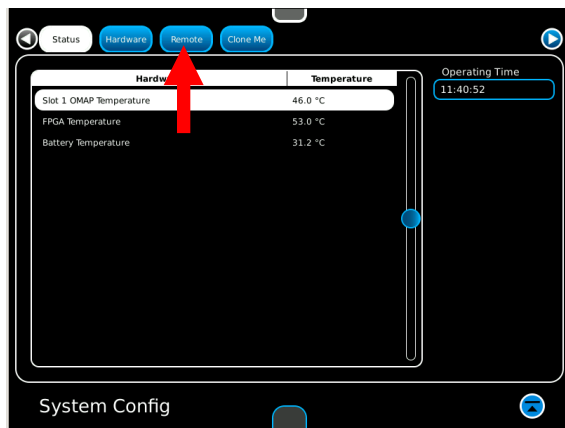 Status Hardware Remote Clone Me
Operating Time
11:40:52
Hardw Temperature
Slot 1 OMAP Temperature 46.0 °C
FPGA Temperature 53.0 °C
Battery Temperature 31.2 °C
System Config